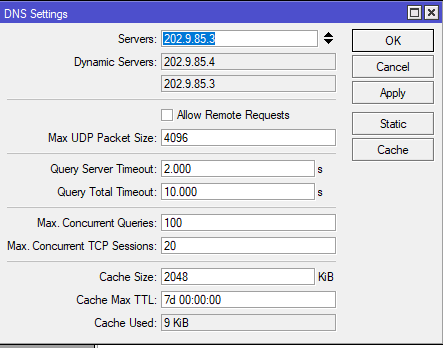 DNS Settings
Servers: 202.9.85.3
OK
Dynamic Servers: 202.9.85.4
Cancel
202.9.85.3
Apply
Allow Remote Requests
Static
Max UDP Packet Size: 4096
Cache
Query Server Timeout: 2.000 s
Query Total Timeout: 10.000 s
Max. Concurrent Queries: 100
Max. Concurrent TCP Sessions: 20
Cache Size: 2048 KiB
Cache Max TTL: 7d 00:00:00
Cache Used: 9 KiB